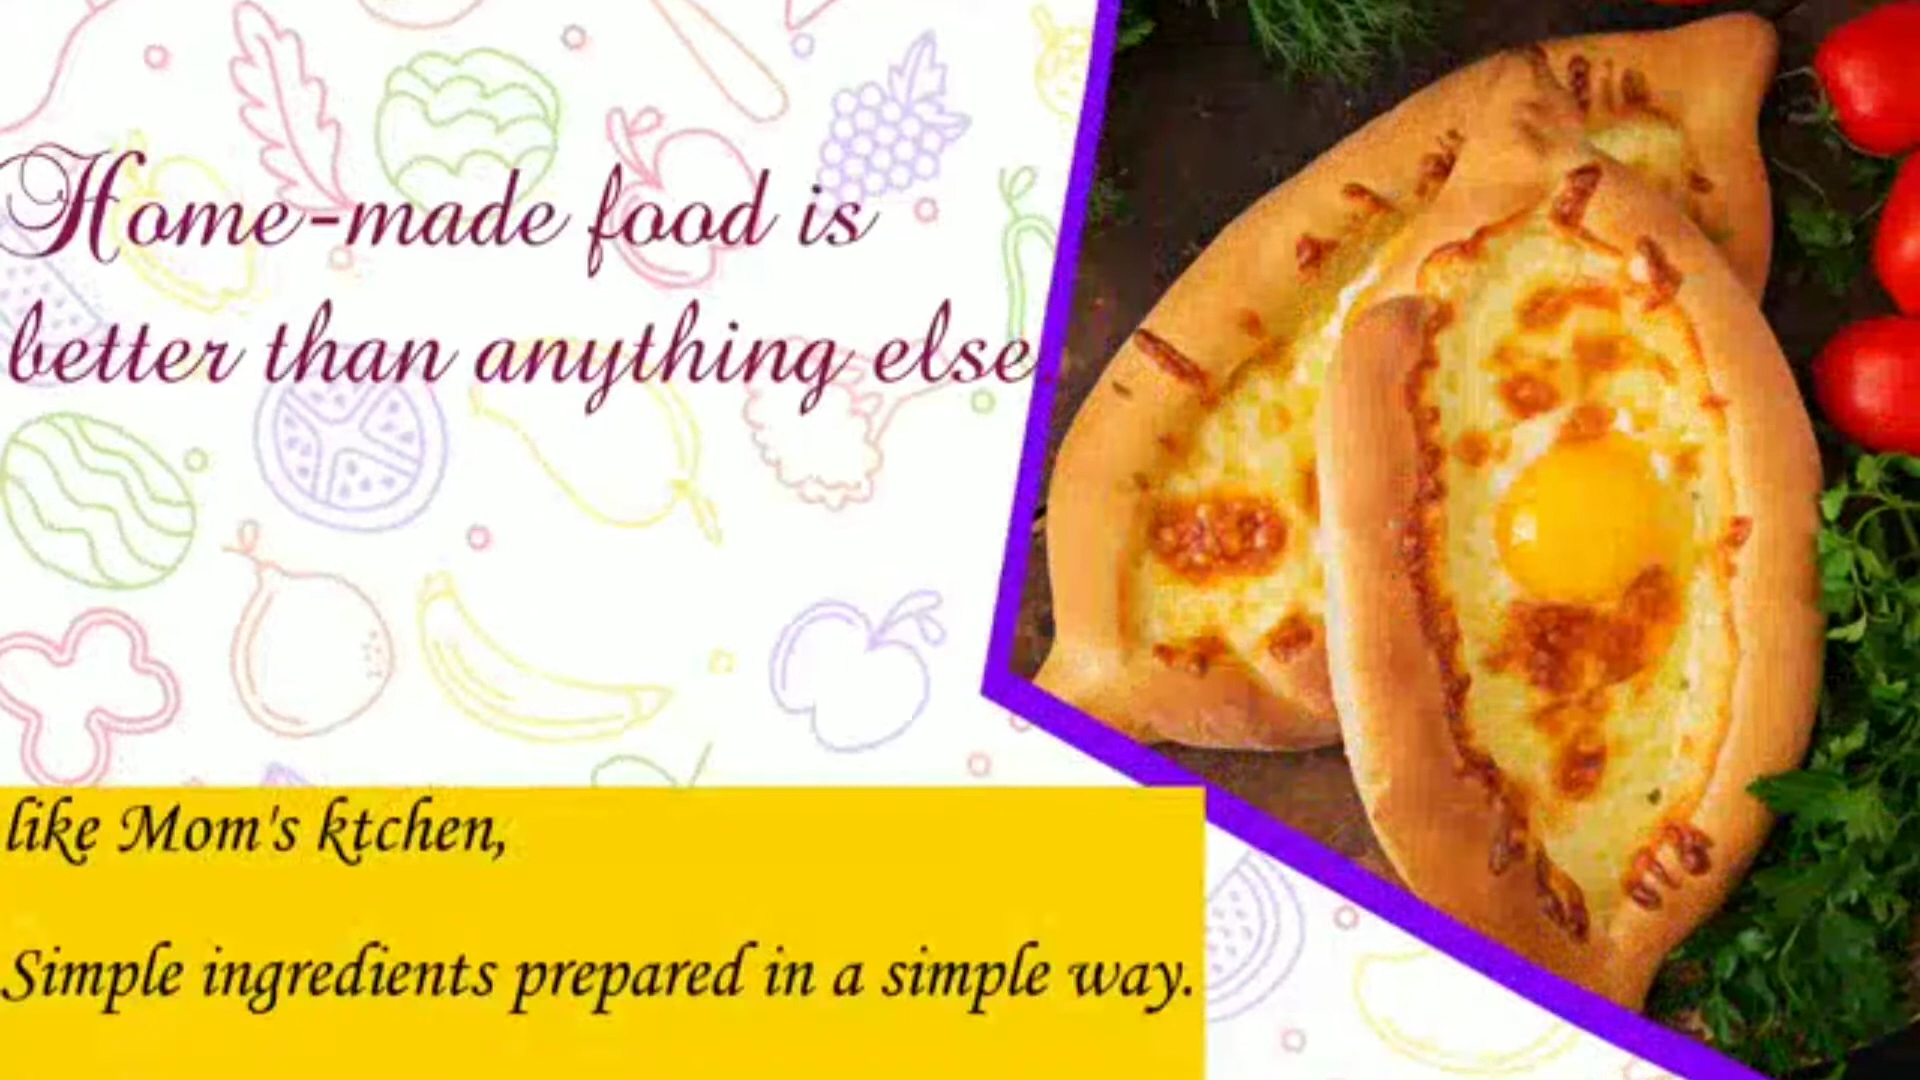 Home-made food is
better than anything else
like Mom's ktchen,
Simple ingredients prepared in a simple way.